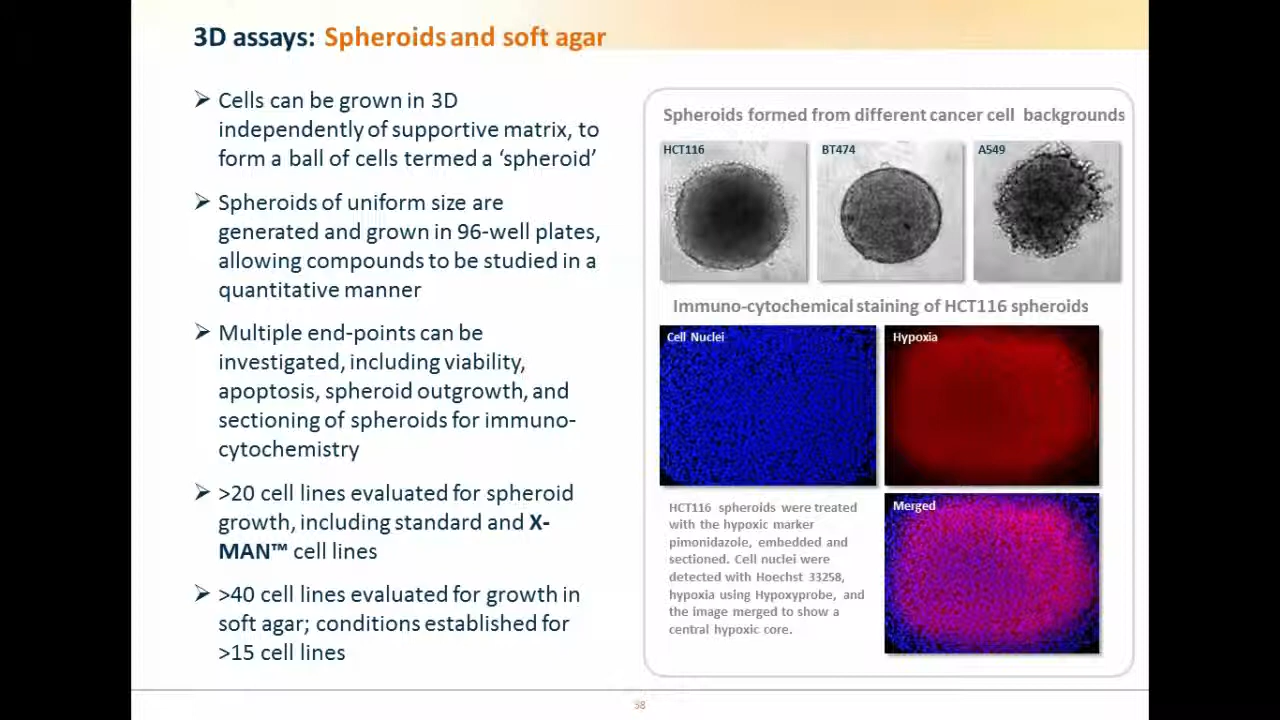 3D assays: Spheroids and soft agar
➢ Cells can be grown in 3D
independently of supportive matrix, to
form a ball of cells termed a ‘spheroid’
➢ Spheroids of uniform size are
generated and grown in 96-well plates,
allowing compounds to be studied in a
quantitative manner
➢ Multiple end-points can be
investigated, including viability,
apoptosis, spheroid outgrowth, and
sectioning of spheroids for immuno-
cytochemistry
➢ >20 cell lines evaluated for spheroid
growth, including standard and X-
MAN™ cell lines
➢ >40 cell lines evaluated for growth in
soft agar; conditions established for
>15 cell lines
Spheroids formed from different cancer cell backgrounds
HCT116
BT474
A549
Immuno-cytochemical staining of HCT116 spheroids
Cell Nuclei
Hypoxia
HCT116 spheroids were treated
with the hypoxic marker
pimonidazole, embedded and
sectioned. Cell nuclei were
detected with Hoechst 33258,
hypoxia using Hypoxyprobe, and
the image merged to show a
central hypoxic core.
Merged
58